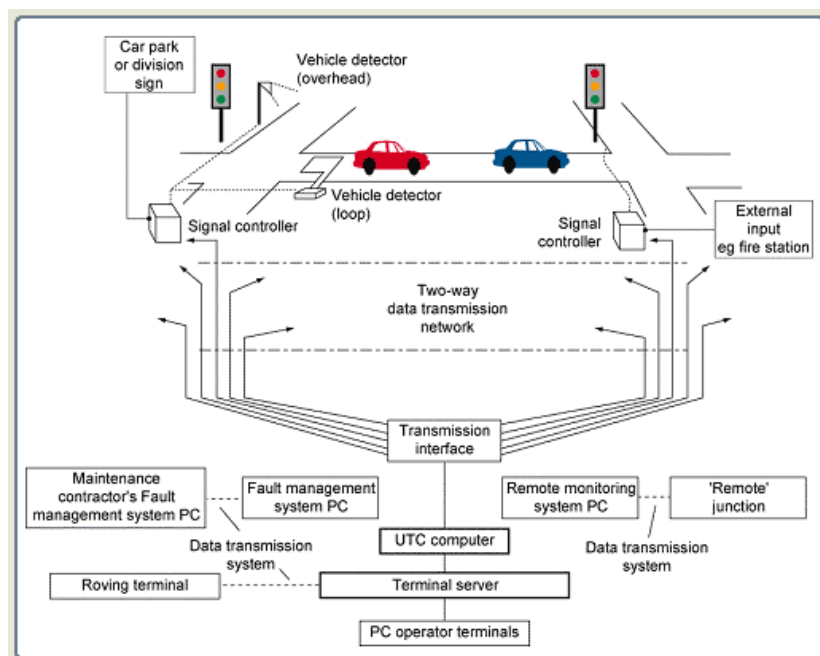 Car park
or division
sign
Vehicle detector
(overhead)
Vehicle detector
(loop)
Signal controller
Signal
controller
External
input
eg fire station
Two-way
data transmission
network
Transmission
interface
Maintenance
contractor's Fault
management system PC
Fault management
system PC
Remote monitoring
system PC
'Remote'
junction
Data transmission
system
UTC computer
Data transmission
system
Roving terminal
Terminal server
PC operator terminals